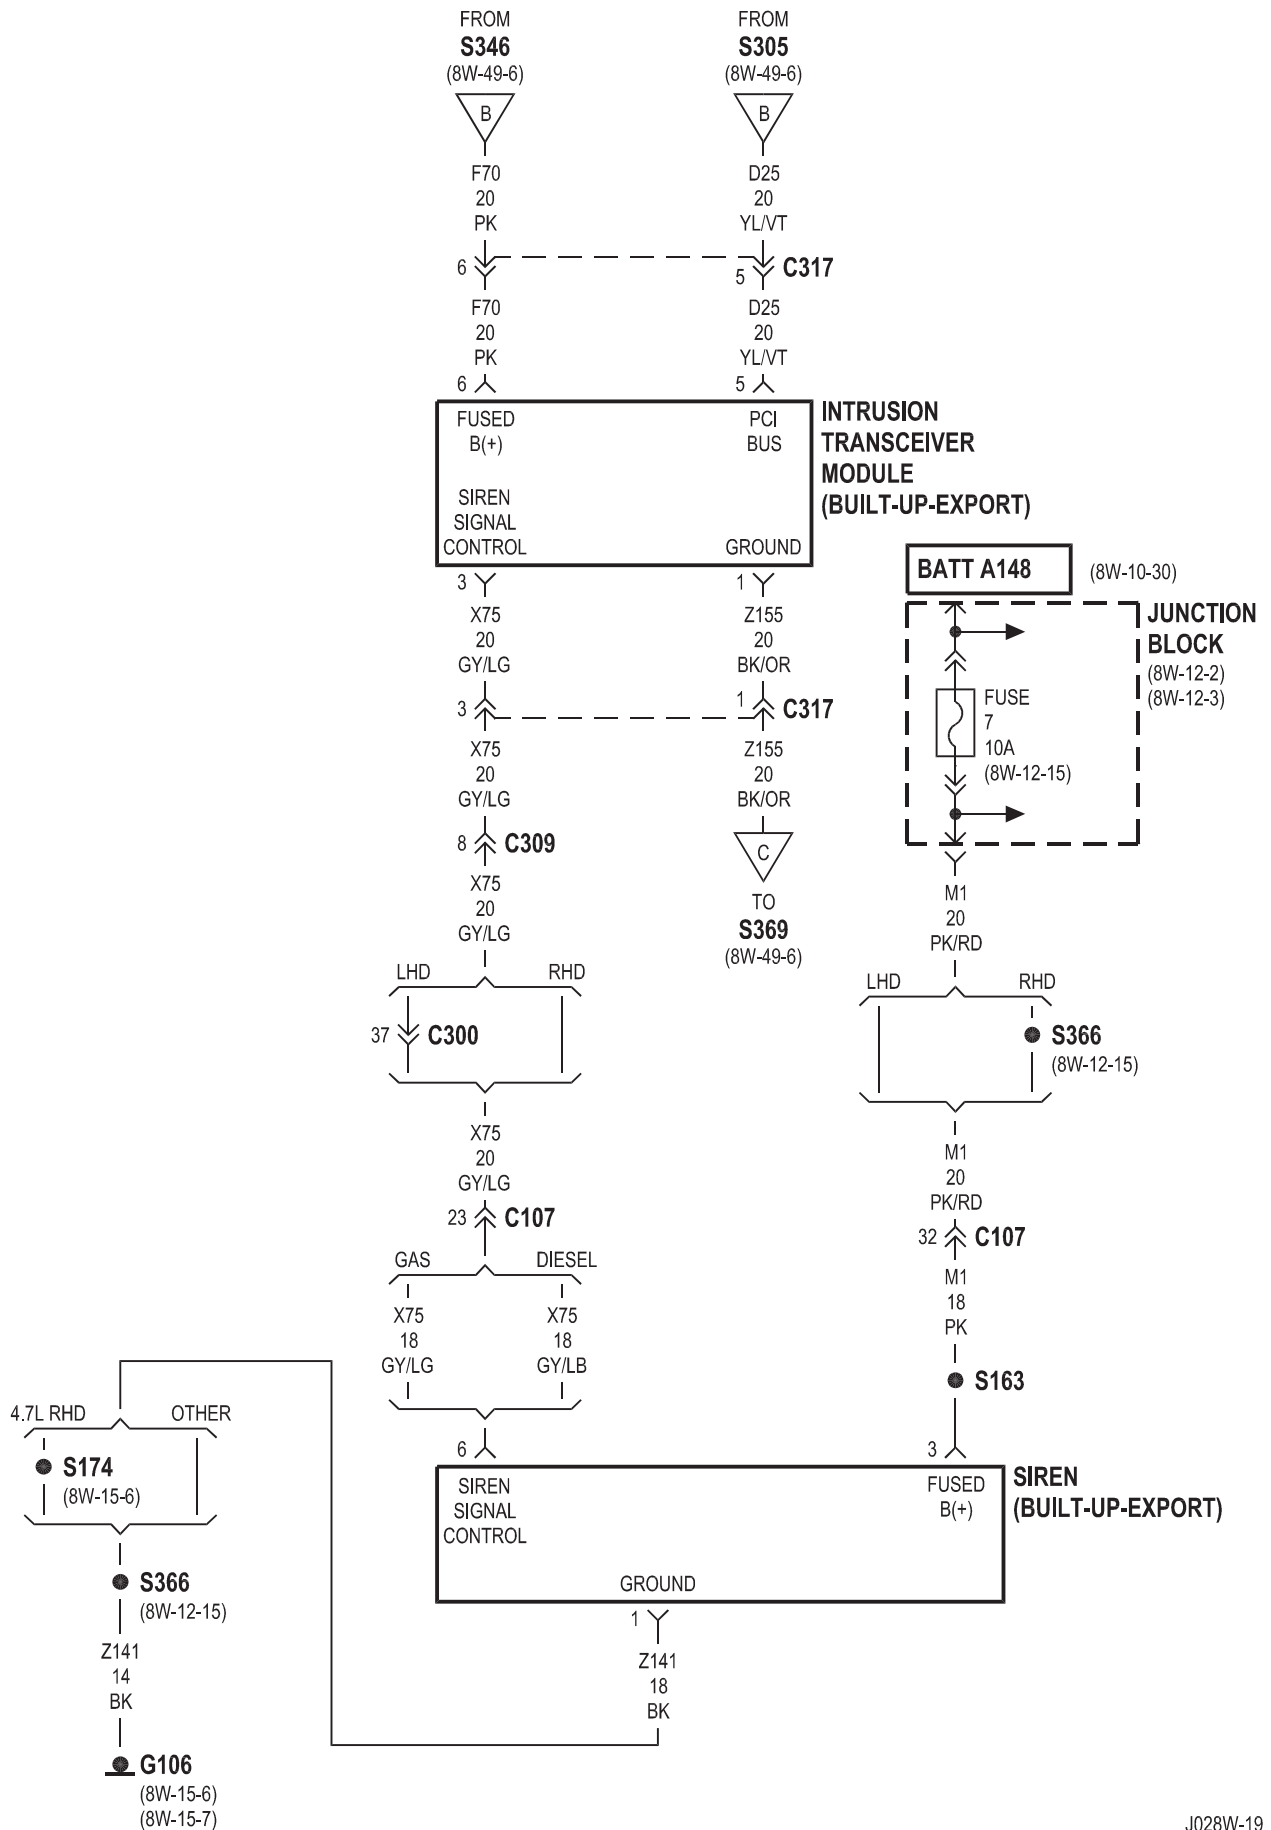 FROM
S346
(8W-49-6)
B
F70
20
PK
6
F70
20
PK
6
FROM
S305
(8W-49-6)
B
D25
20
YL/VT
5
C317
D25
20
YL/VT
5
FUSED
B(+)
PCI
BUS
SIREN
SIGNAL
CONTROL
GROUND
INTRUSION
TRANSCEIVER
MODULE
(BUILT-UP-EXPORT)
3
X75
20
GY/LG
3
X75
20
GY/LG
8
C309
X75
20
GY/LG
1
Z155
20
BK/OR
1
C317
Z155
20
BK/OR
C
TO
S369
(8W-49-6)
BATT A148
(8W-10-30)
JUNCTION
BLOCK
(8W-12-2)
(8W-12-3)
FUSE
7
10A
(8W-12-15)
M1
20
PK/RD
LHD
RHD
S366
(8W-12-15)
M1
20
PK/RD
32
C107
M1
18
PK
S163
3
LHD
RHD
37
C300
X75
20
GY/LG
23
C107
GAS
DIESEL
X75
18
GY/LG
X75
18
GY/LB
6
SIREN
SIGNAL
CONTROL
FUSED
B(+)
GROUND
SIREN
(BUILT-UP-EXPORT)
1
Z141
18
BK
4.7L RHD
OTHER
S174
(8W-15-6)
S366
(8W-12-15)
Z141
14
BK
G106
(8W-15-6)
(8W-15-7)
J028W-19